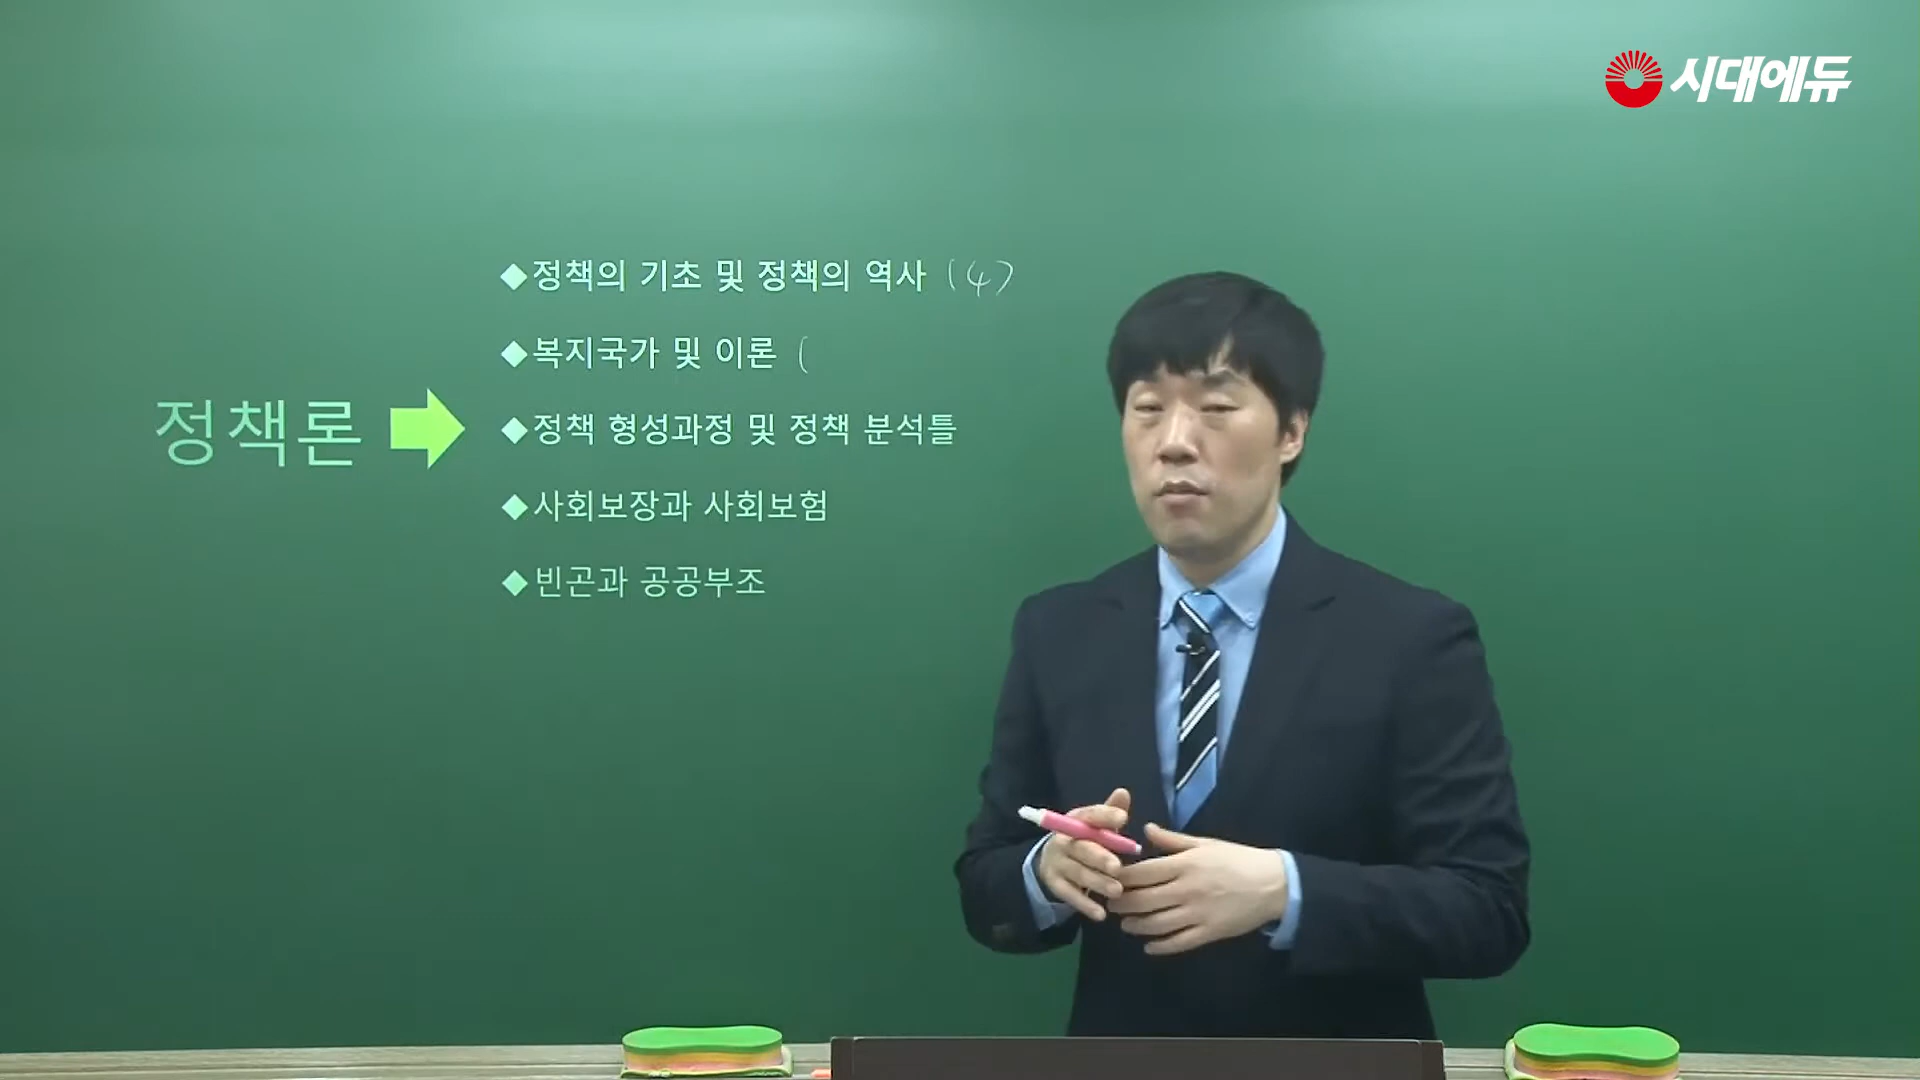 시대에듀
◆정책의 기초 및 정책의 역사 (4)
◆복지국가 및 이론 (
정책론
◆정책 형성과정 및 정책 분석틀
◆사회보장과 사회보험
◆빈곤과 공공부조